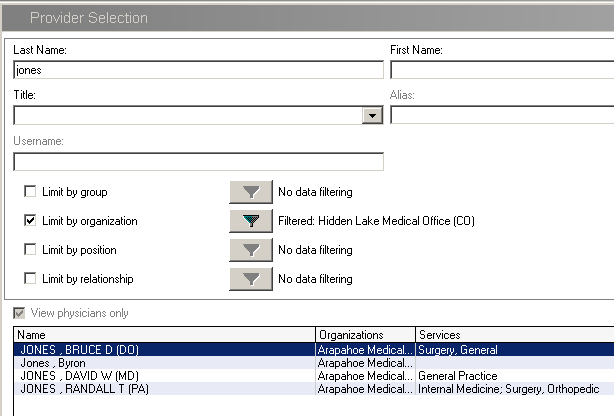 Provider Selection
Last Name: First Name:
jones
Title: Alias:
Username:
Limit by group No data filtering
Limit by organization Filtered: Hidden Lake Medical Office (CO)
Limit by position No data filtering
Limit by relationship No data filtering
View physicians only
Name Organizations Services
JONES , BRUCE D (DO) Arapahoe Medical... Surgery, General
Jones , Byron Arapahoe Medical...
JONES , DAVID W (MD) Arapahoe Medical... General Practice
JONES , RANDALL T (PA) Arapahoe Medical... Internal Medicine; Surgery, Orthopedic